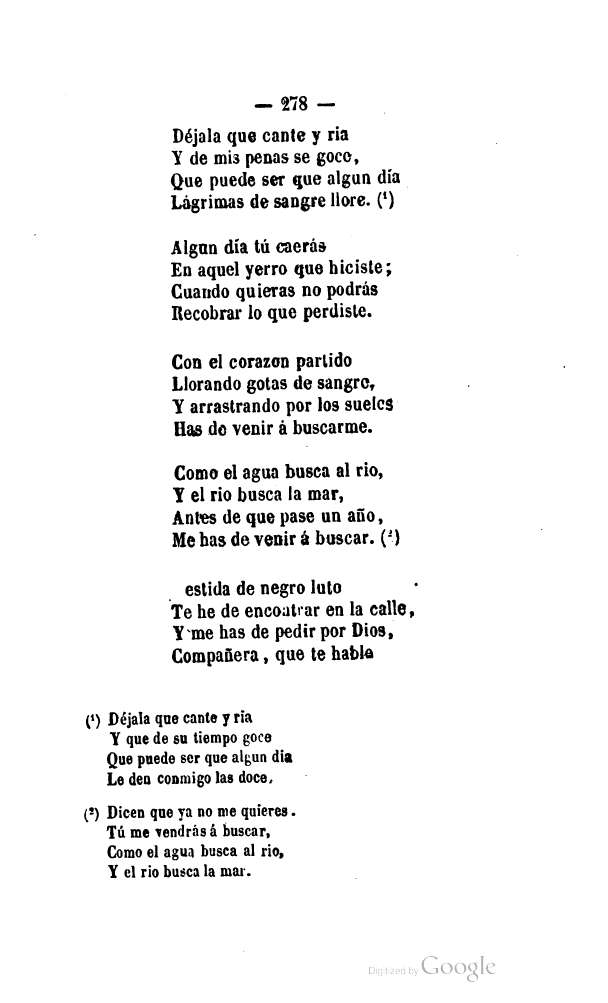 — 278 —
Déjala que cante y ria
Y de mis penas se goce,
Que puede ser que algun día
Lágrimas de sangre llore. (¹)
Algun día tú caerás
En aquel yerro que hiciste;
Cuando quieras no podrás
Recobrar lo que perdiste.
Con el corazon partido
Llorando gotas de sangre,
Y arrastrando por los suelos
Has de venir á buscarme.
Como el agua busca al rio,
Y el rio busca la mar,
Antes de que pase un año,
Me has de venir á buscar. (²)
estida de negro luto
Te he de encontrar en la calle,
Y me has de pedir por Dios,
Compañera, que te hable
(¹) Déjala que cante y ria
Y que de su tiempo goce
Que puede ser que algun dia
Le den conmigo las doce.
(²) Dicen que ya no me quieres.
Tú me vendrás á buscar,
Como el agua busca al rio,
Y el rio busca la mar.
Digitized by Google